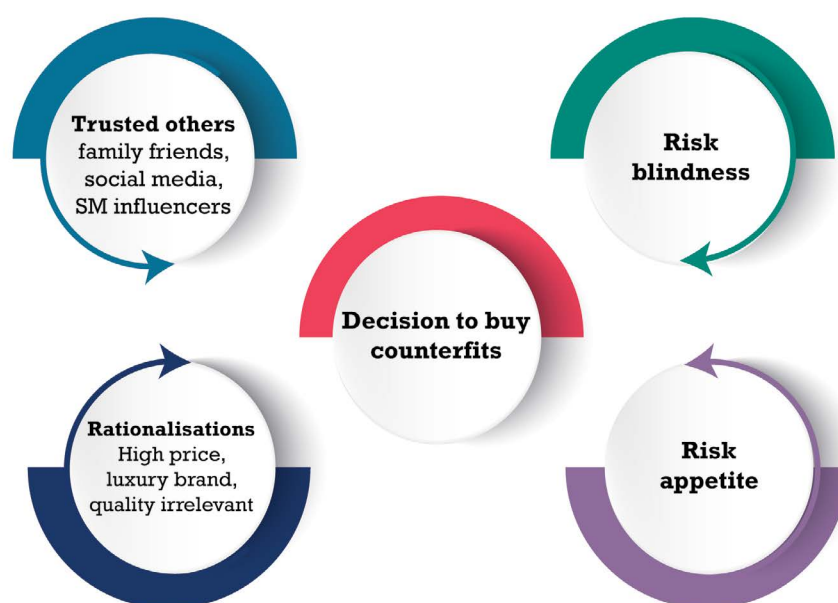 Trusted others
family friends,
social media,
SM influencers
Risk
blindness
Decision to buy
counterfits
Rationalisations
High price,
luxury brand,
quality irrelevant
Risk
appetite